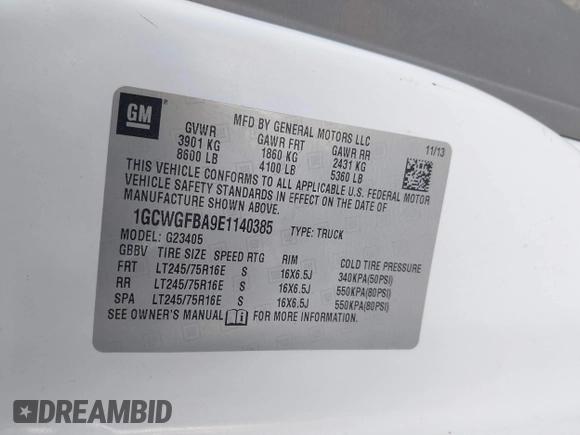 GM
MFD BY GENERAL MOTORS LLC
GVWR GAWR FRT GAWR RR 11/13
3901 KG 1860 KG 2431 KG
8600 LB 4100 LB 5360 LB
THIS VEHICLE CONFORMS TO ALL APPLICABLE U.S. FEDERAL MOTOR
VEHICLE SAFETY STANDARDS IN EFFECT ON THE DATE OF
MANUFACTURE SHOWN ABOVE.
1GCWGFBA9E1140385 TYPE: TRUCK
MODEL: G23405
GBBV TIRE SIZE SPEED RTG RIM COLD TIRE PRESSURE
FRT LT245/75R16E S 16X6.5J 340KPA(50PSI)
RR LT245/75R16E S 16X6.5J 550KPA(80PSI)
SPA LT245/75R16E S 16X6.5J 550KPA(80PSI)
SEE OWNER'S MANUAL FOR MORE INFORMATION.
DREAMBID